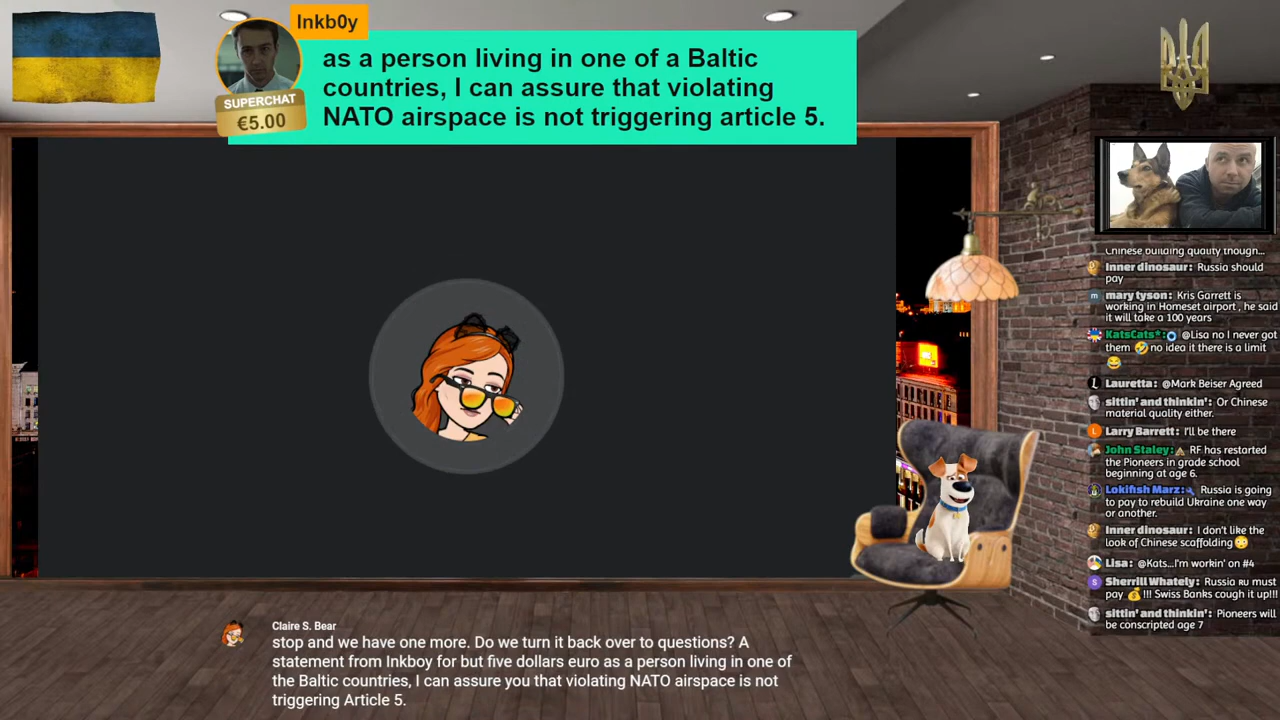 Inkb0y
as a person living in one of a Baltic
countries, I can assure that violating
NATO airspace is not triggering article 5.
SUPERCHAT
€5.00
Chinese building quality though...
Inner dinosaur: Russia should
pay
mary tyson: Kris Garrett is
working in Homeset airport , he said
it will take a 100 years
KatsCats*: @Lisa no I never got
them 🤣 no idea it there is a limit
😂
Lauretta: @Mark Beiser Agreed
sittin' and thinkin': Or Chinese
material quality either.
Larry Barrett: I'll be there
John Staley: RF has restarted
the Pioneers in grade school
beginning at age 6.
Lokifish Marz: Russia is going
to pay to rebuild Ukraine one way
or another.
Inner dinosaur: I don't like the
look of Chinese scaffolding😳
Lisa: @Kats...I'm workin' on #4
Sherrill Whately: Russia ʀᴜ must
pay 💰!!! Swiss Banks cough it up!!!
sittin' and thinkin': Pioneers will
be conscripted age 7
Claire S. Bear
stop and we have one more. Do we turn it back over to questions? A
statement from Inkboy for but five dollars euro as a person living in one of
the Baltic countries, I can assure you that violating NATO airspace is not
triggering Article 5.